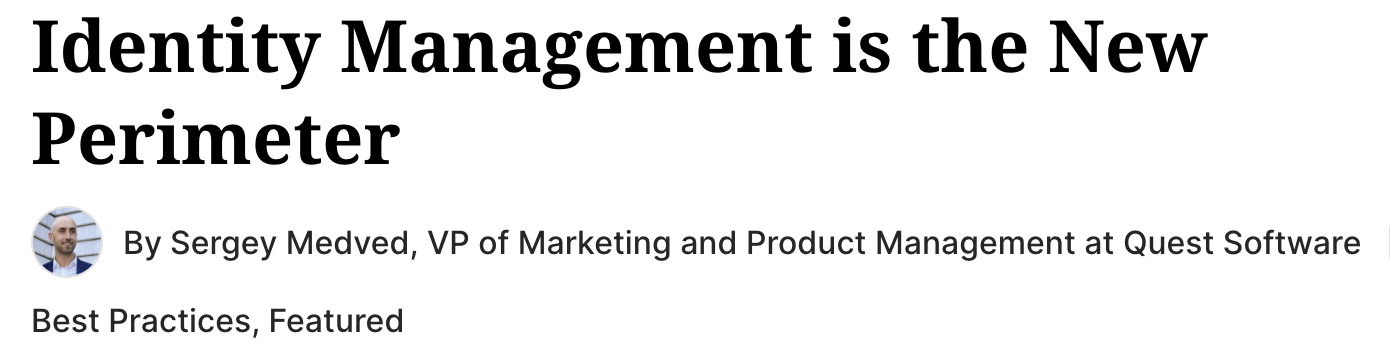 Identity Management is the New
Perimeter
By Sergey Medved, VP of Marketing and Product Management at Quest Software
Best Practices, Featured